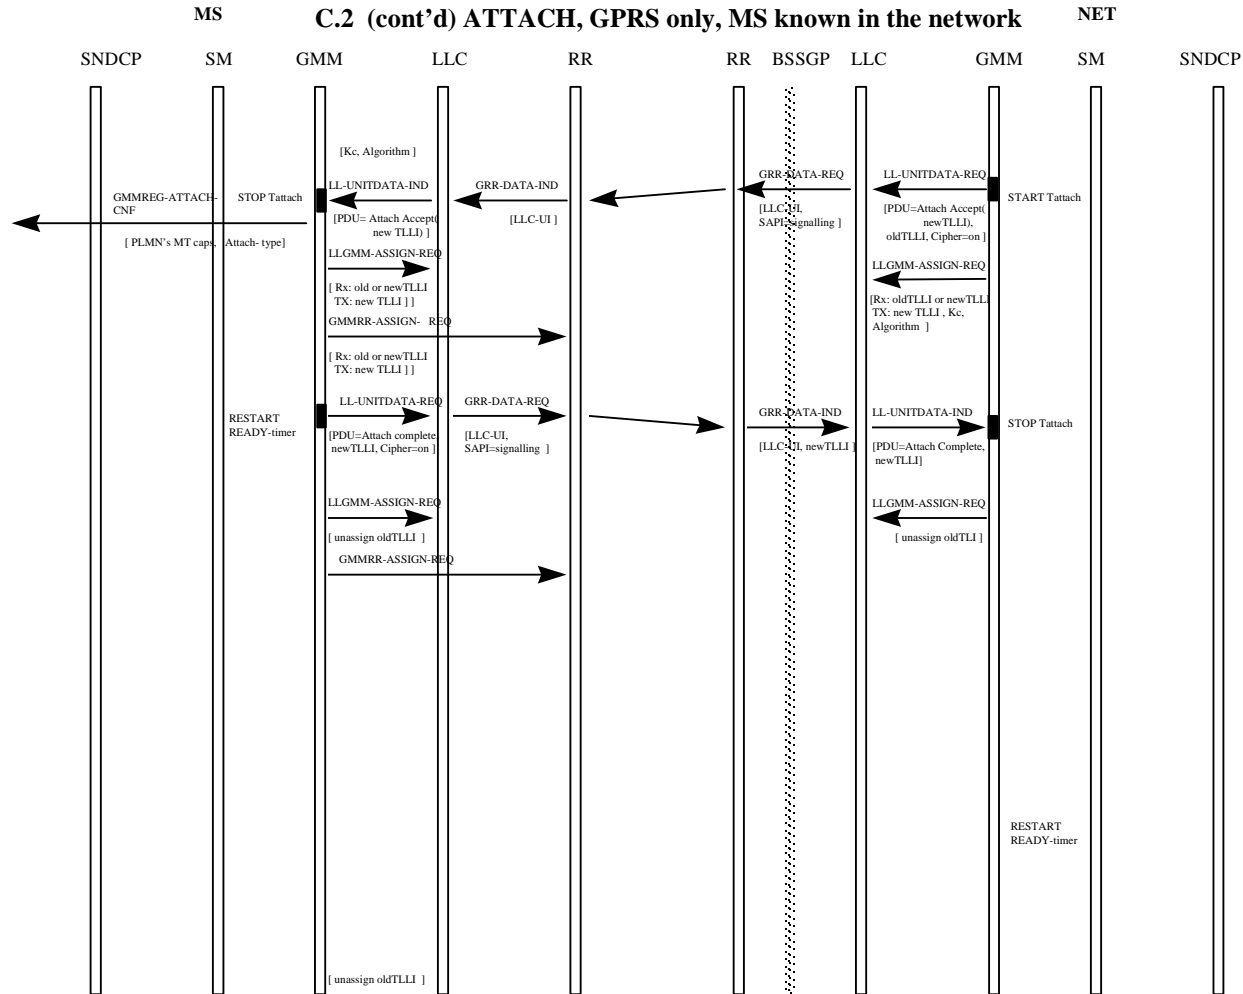 MS C.2 (cont'd) ATTACH, GPRS only, MS known in the network NET
SNDCP SM GMM LLC RR RR BSSGP LLC GMM SM SNDCP
[Kc, Algorithm ]
GMMREG-ATTACH-
CNF
STOP Tattach
LL-UNITDATA-IND
GRR-DATA-IND
GRR-DATA-REQ
LL-UNITDATA-REQ
START Tattach
[ PLMN's MT caps, Attach- type]
[PDU= Attach Accept(
new TLLI) ]
[LLC-UI ]
[LLC-UI,
SAPI=signalling ]
[PDU=Attach Accept(
newTLLI),
oldTLLI, Cipher=on ]
LLGMM-ASSIGN-REQ
LLGMM-ASSIGN-REQ
[ Rx: old or newTLLI
TX: new TLLI ] ]
[Rx: oldTLLI or newTLLI
TX: new TLLI , Kc,
Algorithm ]
GMMRR-ASSIGN- REQ
[ Rx: old or newTLLI
TX: new TLLI ] ]
RESTART
READY-timer
LL-UNITDATA-REQ
GRR-DATA-REQ
GRR-DATA-IND
LL-UNITDATA-IND
STOP Tattach
[PDU=Attach complete,
newTLLI, Cipher=on ]
[LLC-UI,
SAPI=signalling ]
[LLC-UI, newTLLI ]
[PDU=Attach Complete,
newTLLI]
LLGMM-ASSIGN-REQ
LLGMM-ASSIGN-REQ
[ unassign oldTLLI ]
[ unassign oldTLI ]
GMMRR-ASSIGN-REQ
RESTART
READY-timer
[ unassign oldTLLI ]